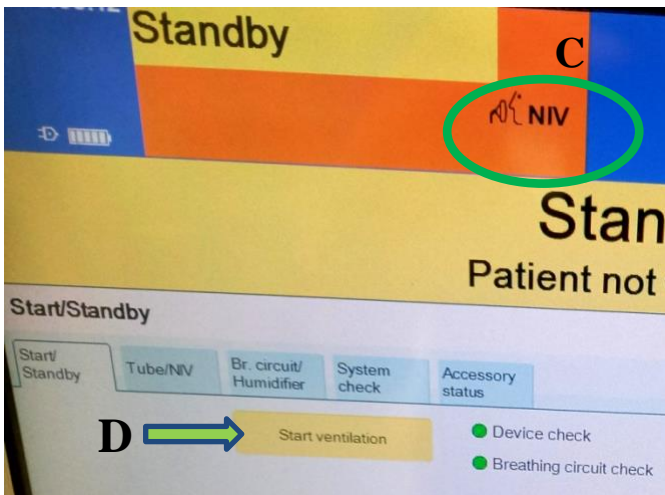 Standby
C
NIV
Stan
Patient not
Start/Standby
Start/
Standby
Tube/NIV
Br. circuit/
Humidifier
System
check
Accessory
status
D
Start ventilation
Device check
Breathing circuit check